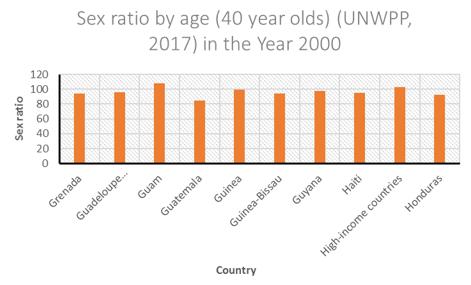 Sex ratio by age (40 year olds) (UNWPP,
2017) in the Year 2000
120
100
80
60
40
20
0
Sex ratio
Grenada
Guadeloupe...
Guam
Guatemala
Guinea
Guinea-Bissau
Guyana
Haiti
High-income countries
Honduras
Country